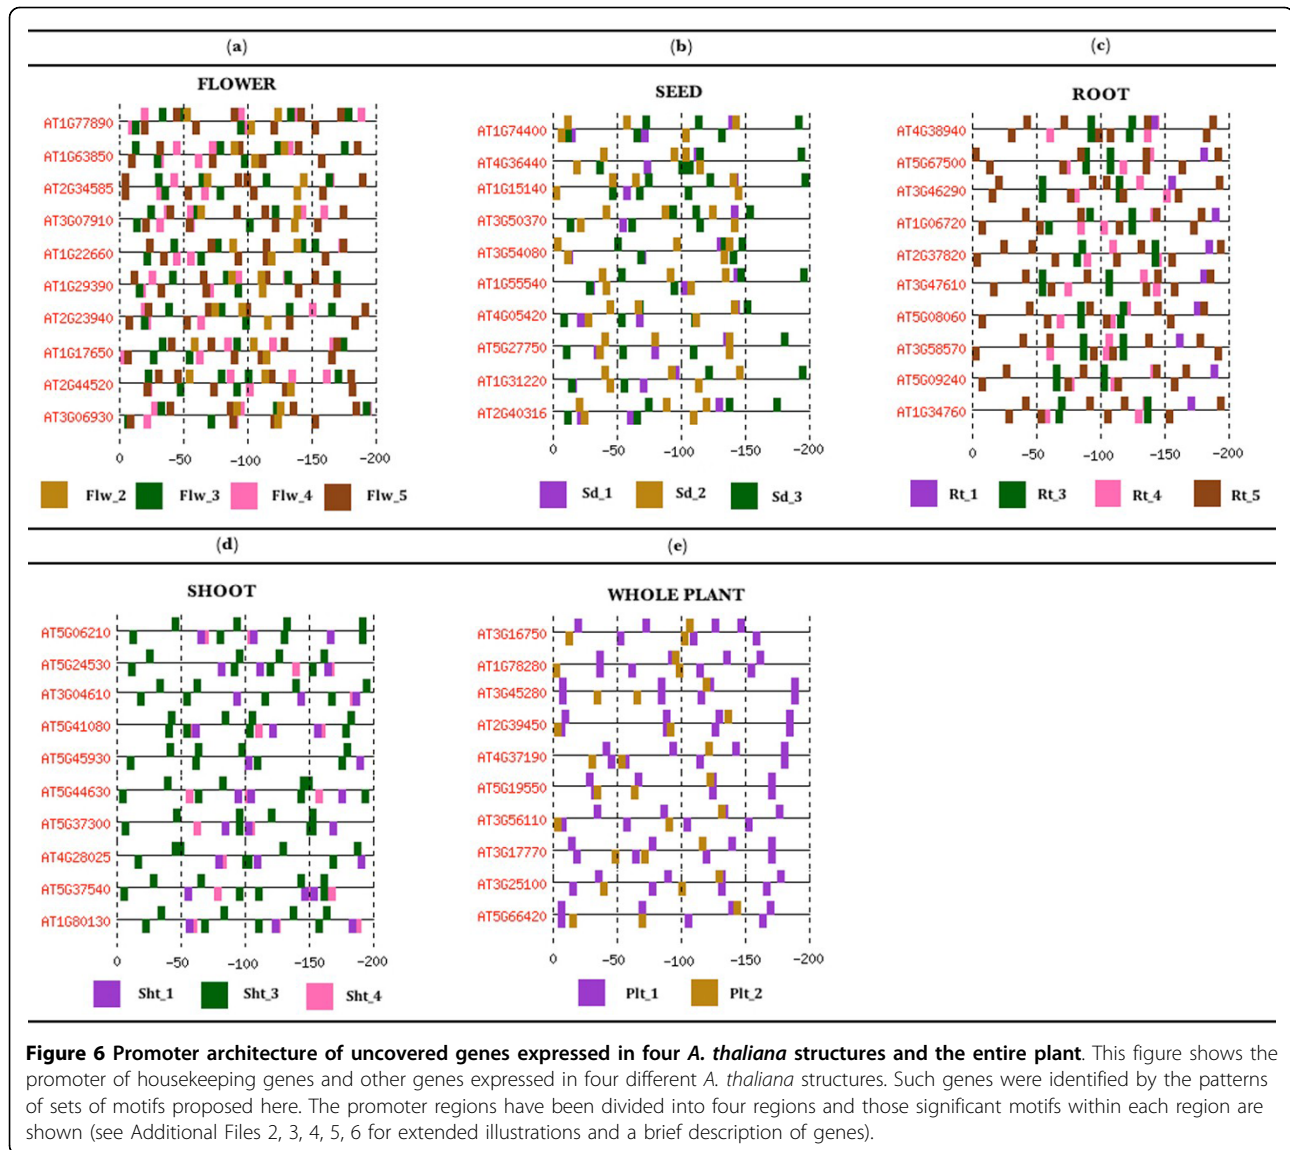 (a)
(b)
(c)
FLOWER
SEED
ROOT
AT1G77890
AT1G63850
AT2G34585
AT3G07910
AT1G22660
AT1G29390
AT2G23940
AT1G17650
AT2G44520
AT3G06930
0 -50 -100 -150 -200
Flw_2 Flw_3 Flw_4 Flw_5
AT1G74400
AT4G36440
AT1G15140
AT3G50370
AT3G54080
AT1G55540
AT4G05420
AT5G27750
AT1G31220
AT2G40316
0 -50 -100 -150 -200
Sd_1 Sd_2 Sd_3
AT4G38940
AT5G67500
AT3G46290
AT1G06720
AT2G37820
AT3G47610
AT5G08060
AT3G58570
AT5G09240
AT1G34760
0 -50 -100 -150 -200
Rt_1 Rt_3 Rt_4 Rt_5
(d)
(e)
SHOOT
WHOLE PLANT
AT5G06210
AT5G24530
AT3G04610
AT5G41080
AT5G45930
AT5G44630
AT5G37300
AT4G28025
AT5G37540
AT1G80130
0 -50 -100 -150 -200
Sht_1 Sht_3 Sht_4
AT3G16750
AT1G78280
AT3G45280
AT2G39450
AT4G37190
AT5G19550
AT3G56110
AT3G17770
AT3G25100
AT5G66420
0 -50 -100 -150 -200
Plt_1 Plt_2
Figure 6 Promoter architecture of uncovered genes expressed in four A. thaliana structures and the entire plant. This figure shows the
promoter of housekeeping genes and other genes expressed in four different A. thaliana structures. Such genes were identified by the patterns
of sets of motifs proposed here. The promoter regions have been divided into four regions and those significant motifs within each region are
shown (see Additional Files 2, 3, 4, 5, 6 for extended illustrations and a brief description of genes).